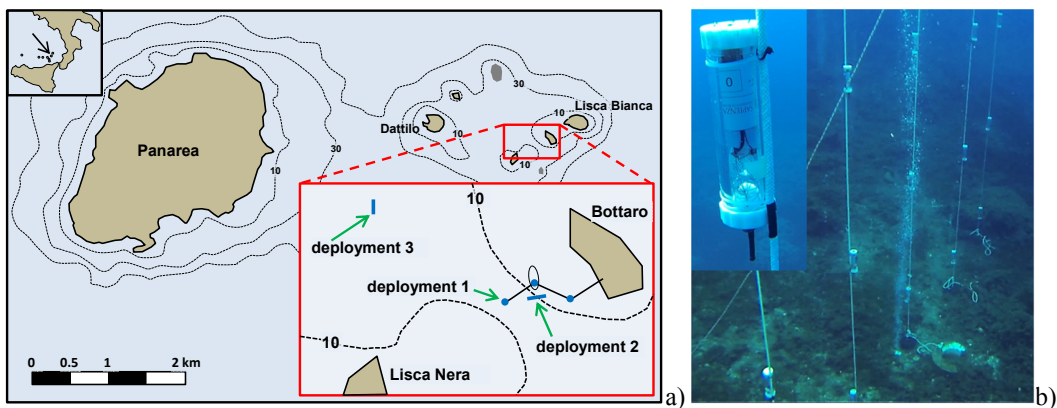 30
10
Lisca Bianca
Dattilo
10
10
Panarea
30
10
10
10
Bottaro
deployment 3
deployment 1
10
deployment 2
0 0.5 1 2 km
Lisca Nera
a)
0
b)